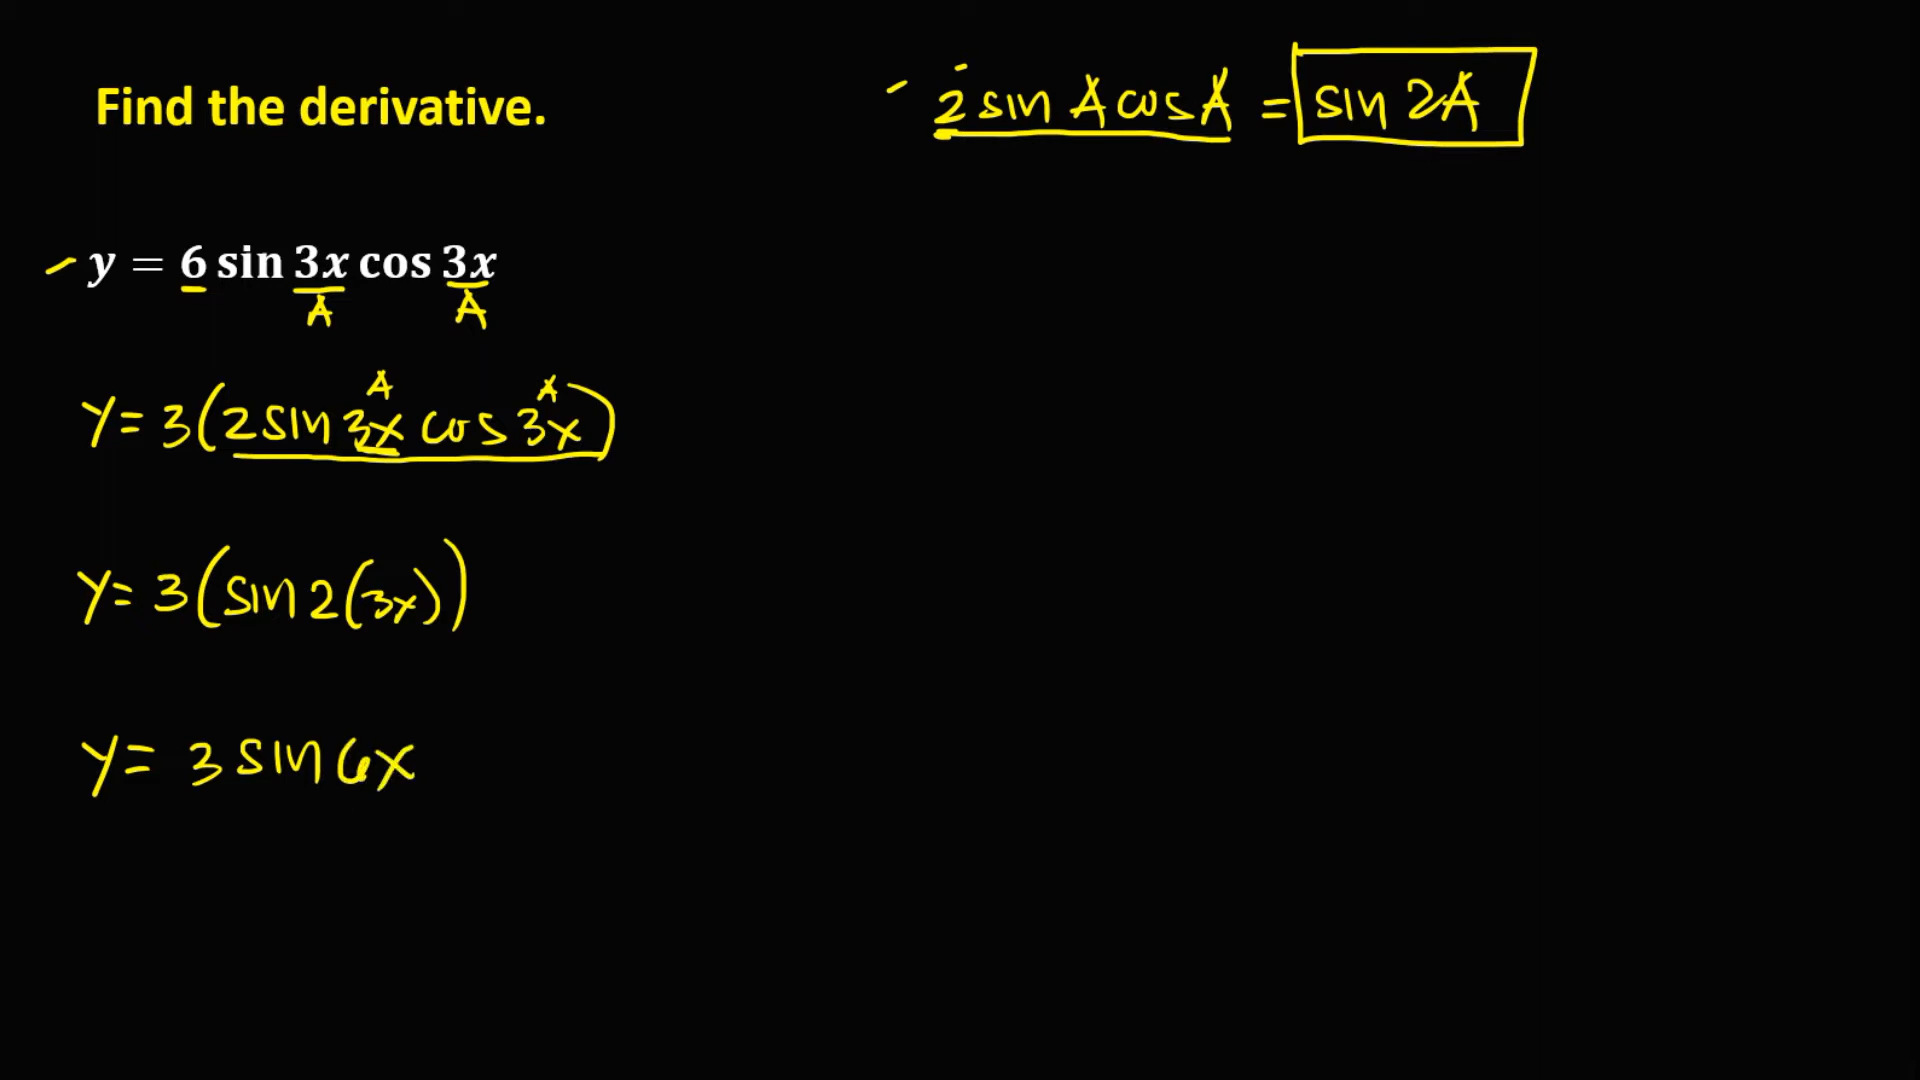 Find the derivative.
2 sin A cos A = sin 2A
y = 6 sin 3x cos 3x
A A
A A
y = 3(2 sin 3x cos 3x)
y = 3(sin 2(3x))
y = 3 sin 6x